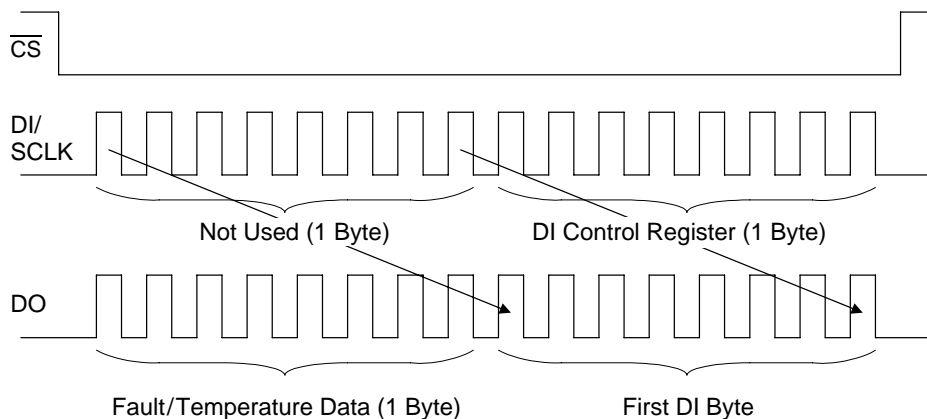 CS
DI/
SCLK
Not Used (1 Byte)
DI Control Register (1 Byte)
DO
Fault/Temperature Data (1 Byte)
First DI Byte